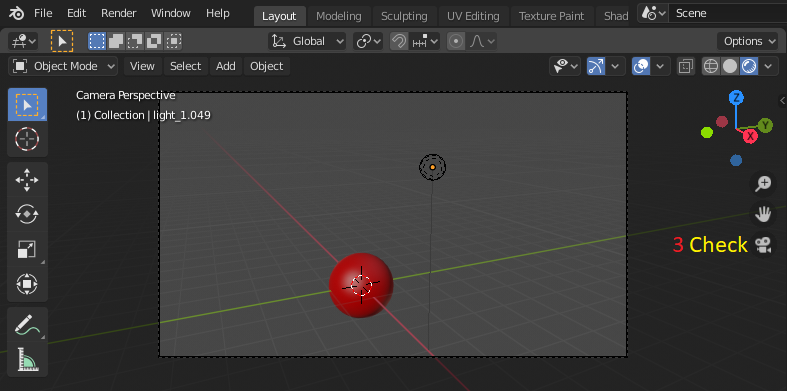 File Edit Render Window Help Layout Modeling Sculpting UV Editing Texture Paint Shad Scene
Global Options
Object Mode View Select Add Object
Camera Perspective
(1) Collection | light_1.049
Z
Y
X
3 Check